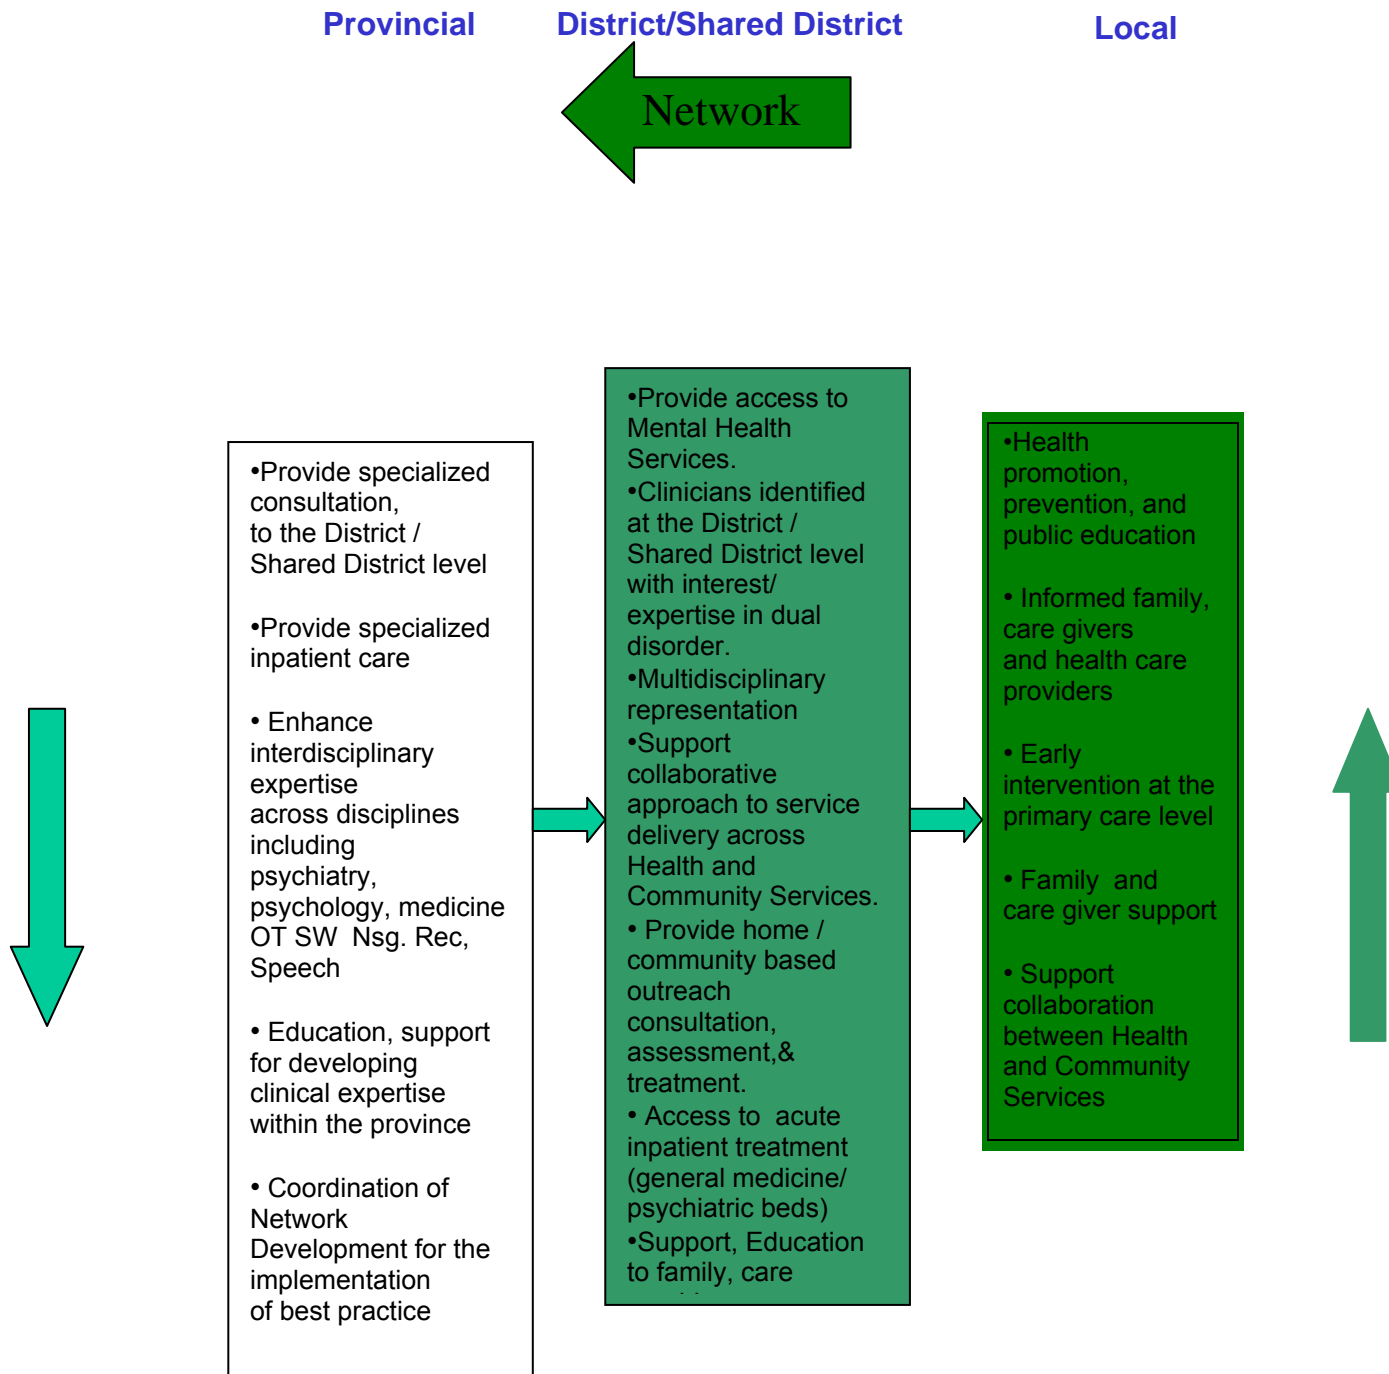 Provincial
District/Shared District
Local
Network
•Provide specialized
consultation,
to the District /
Shared District level
•Provide specialized
inpatient care
• Enhance
interdisciplinary
expertise
across disciplines
including
psychiatry,
psychology, medicine
OT SW Nsg. Rec,
Speech
• Education, support
for developing
clinical expertise
within the province
• Coordination of
Network
Development for the
implementation
of best practice
•Provide access to
Mental Health
Services.
•Clinicians identified
at the District /
Shared District level
with interest/
expertise in dual
disorder.
•Multidisciplinary
representation
•Support
collaborative
approach to service
delivery across
Health and
Community Services.
• Provide home /
community based
outreach
consultation,
assessment,&
treatment.
• Access to acute
inpatient treatment
(general medicine/
psychiatric beds)
•Support, Education
to family, care
•Health
promotion,
prevention, and
public education
• Informed family,
care givers
and health care
providers
• Early
intervention at the
primary care level
• Family and
care giver support
• Support
collaboration
between Health
and Community
Services